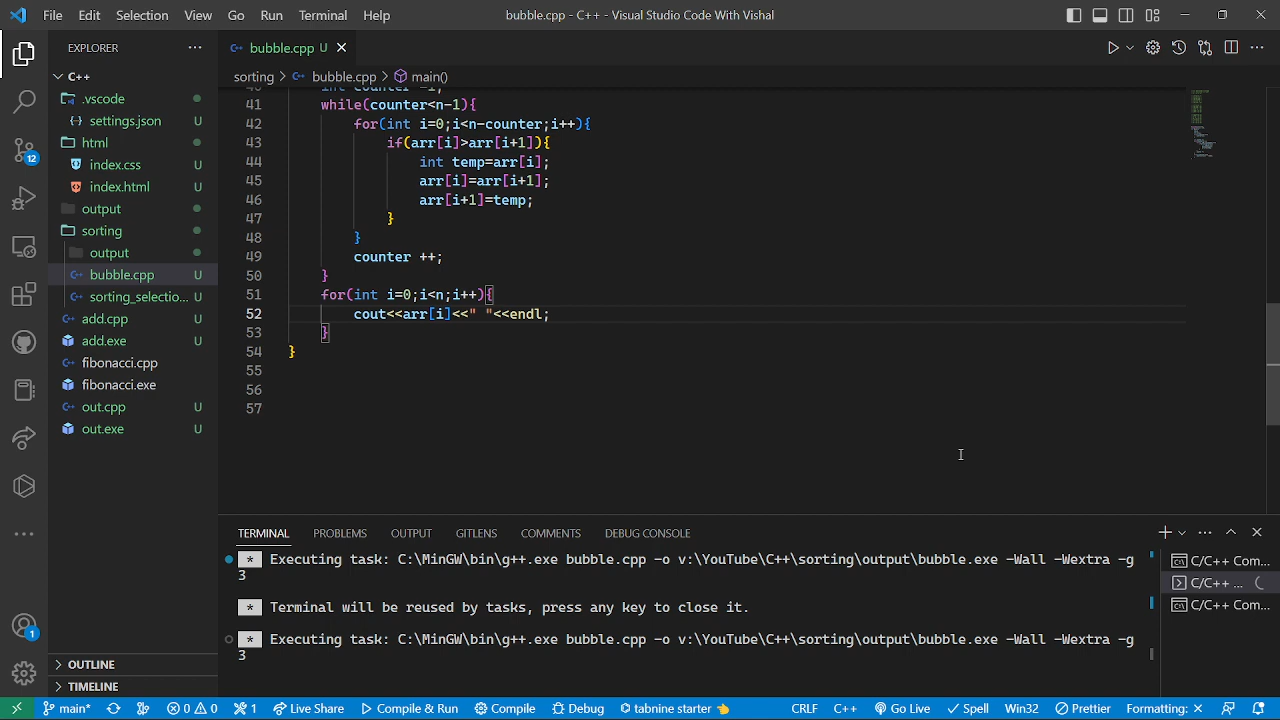 File Edit Selection View Go Run Terminal Help
bubble.cpp - C++ - Visual Studio Code With Vishal
EXPLORER
C++
.vscode
settings.json U
html
index.css U
index.html U
output
sorting
output
bubble.cpp U
sorting_selectio... U
add.cpp U
add.exe U
fibonacci.cpp
fibonacci.exe
out.cpp U
out.exe U
OUTLINE
TIMELINE
12
1
bubble.cpp U
sorting > bubble.cpp > main()
41 while(counter<n-1){
42 for(int i=0;i<n-counter;i++){
43 if(arr[i]>arr[i+1]){
44 int temp=arr[i];
45 arr[i]=arr[i+1];
46 arr[i+1]=temp;
47 }
48 }
49 counter ++;
50 }
51 for(int i=0;i<n;i++){
52 cout<<arr[i]<<" "<<endl;
53 }
54 }
55
56
57
TERMINAL PROBLEMS OUTPUT GITLENS COMMENTS DEBUG CONSOLE
* Executing task: C:\MinGW\bin\g++.exe bubble.cpp -o v:\YouTube\C++\sorting\output\bubble.exe -Wall -Wextra -g
3
* Terminal will be reused by tasks, press any key to close it.
* Executing task: C:\MinGW\bin\g++.exe bubble.cpp -o v:\YouTube\C++\sorting\output\bubble.exe -Wall -Wextra -g
3
C/C++ Com...
C/C++ ...
C/C++ Com...
main* 0 0 1 Live Share Compile & Run Compile Debug tabnine starter CRLF C++ Go Live Spell Win32 Prettier Formatting: ×